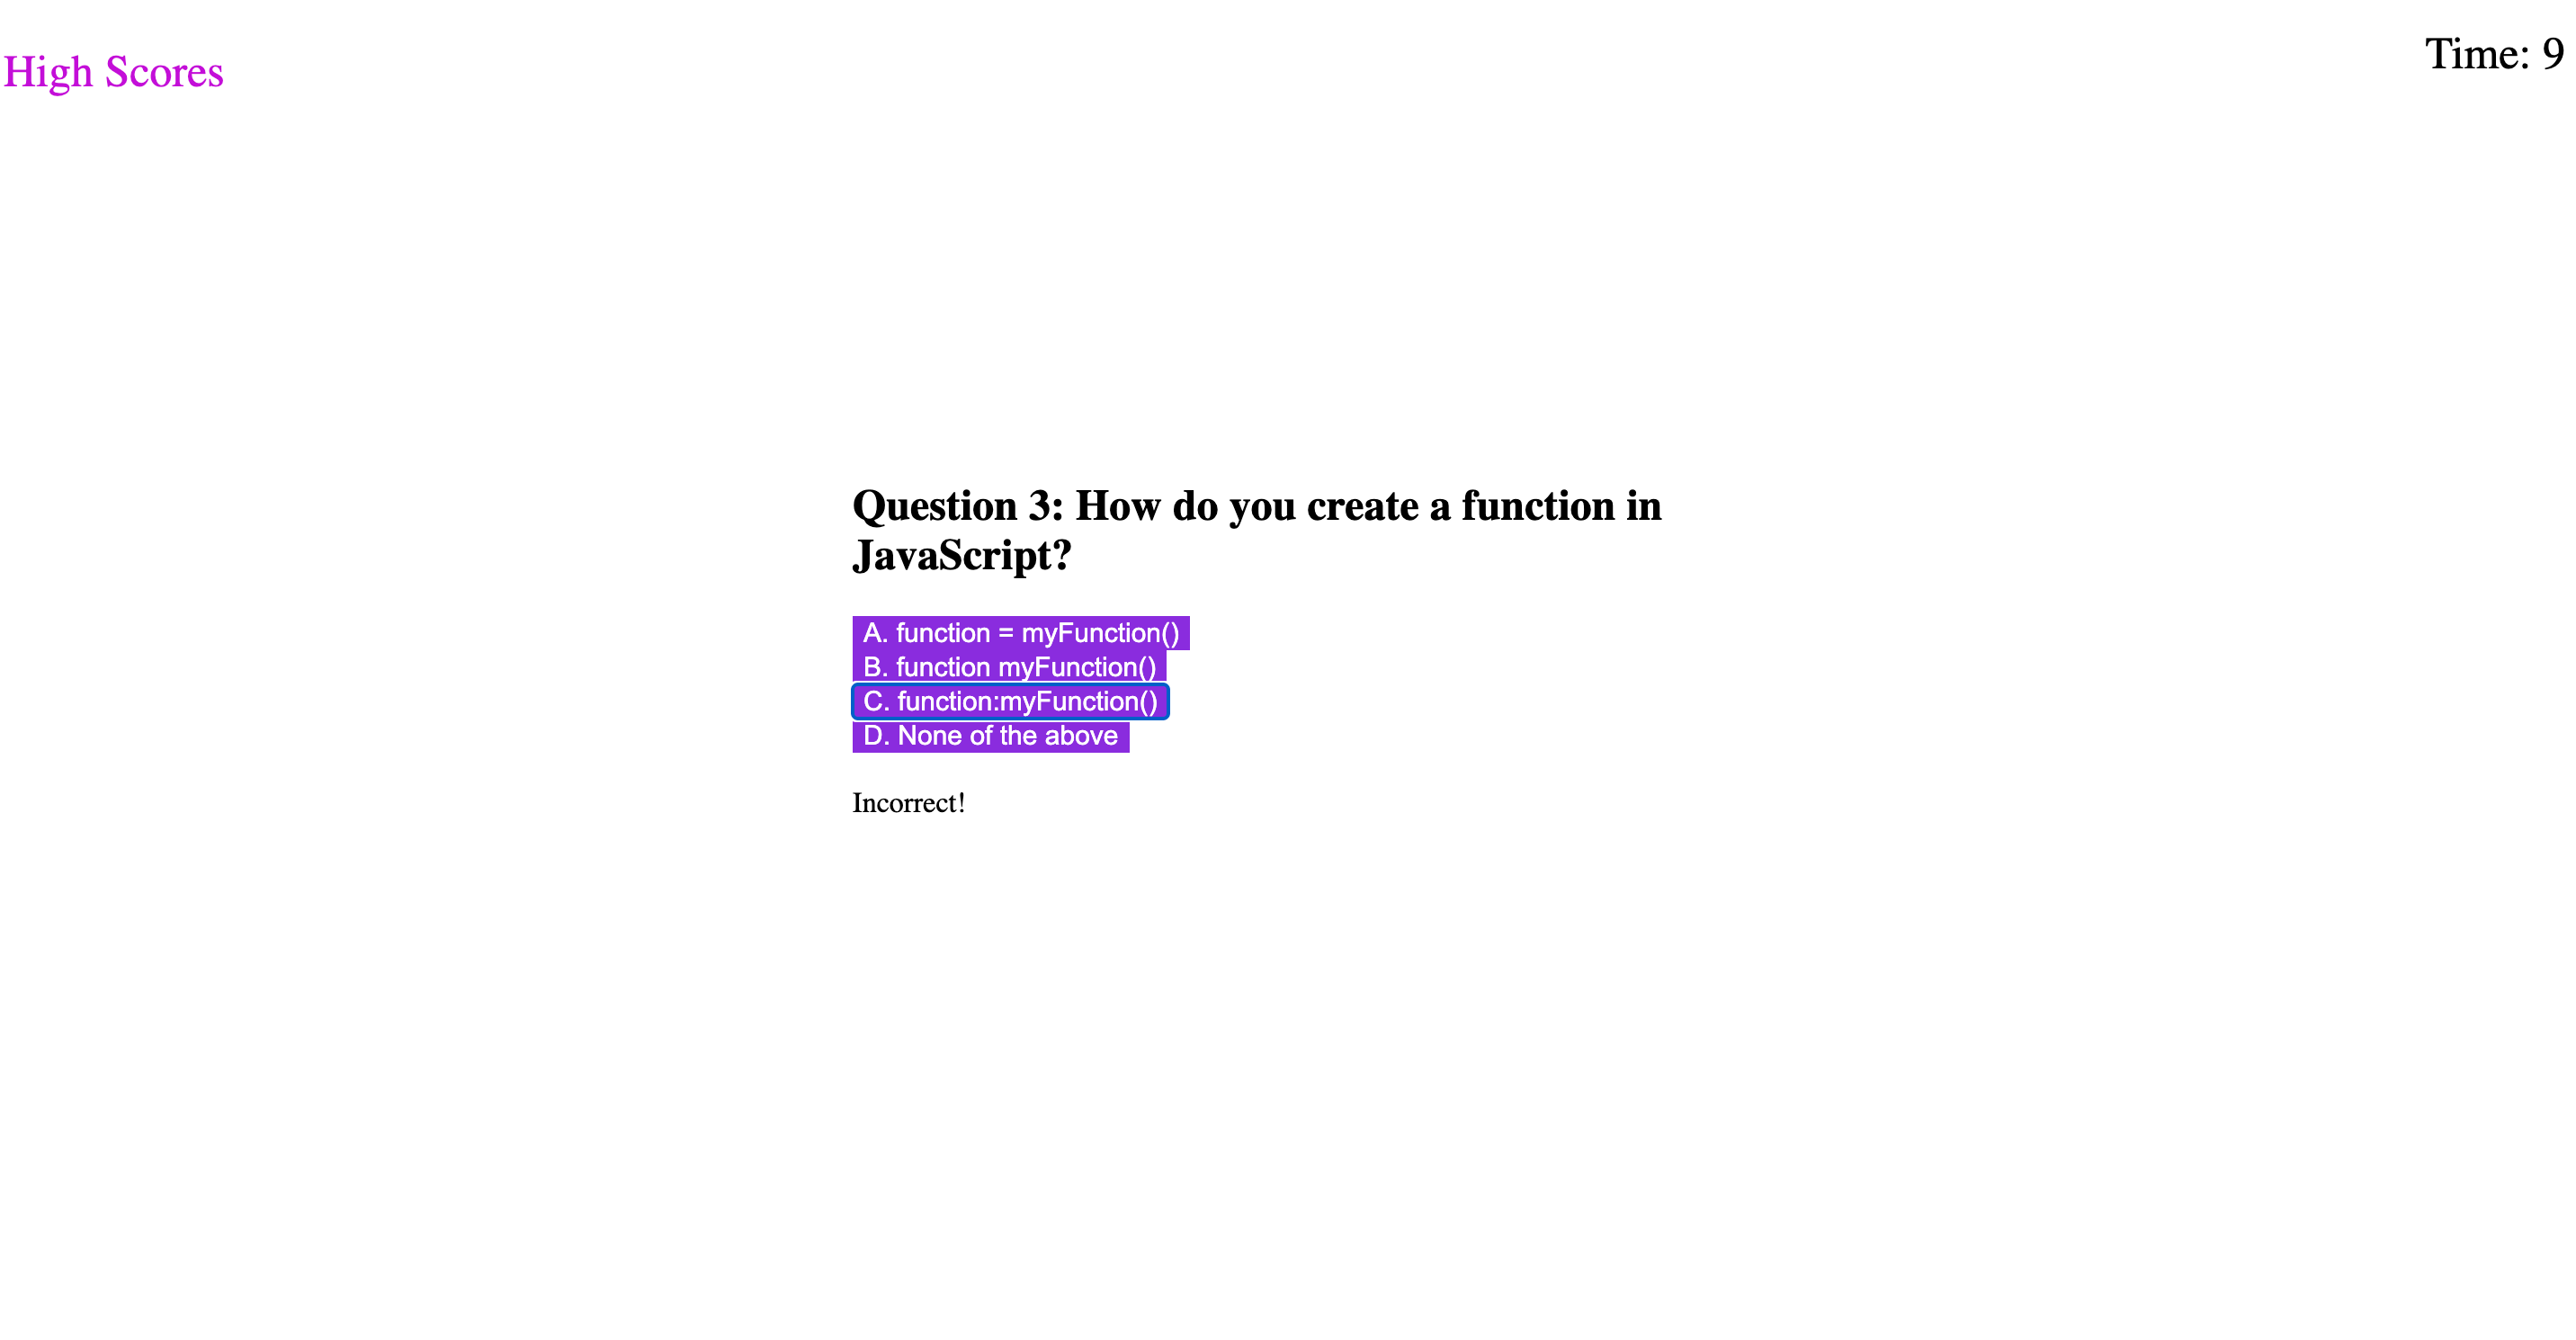 High Scores
Time: 9
Question 3: How do you create a function in
JavaScript?
A. function = myFunction()
B. function myFunction()
C. function:myFunction()
D. None of the above
Incorrect!